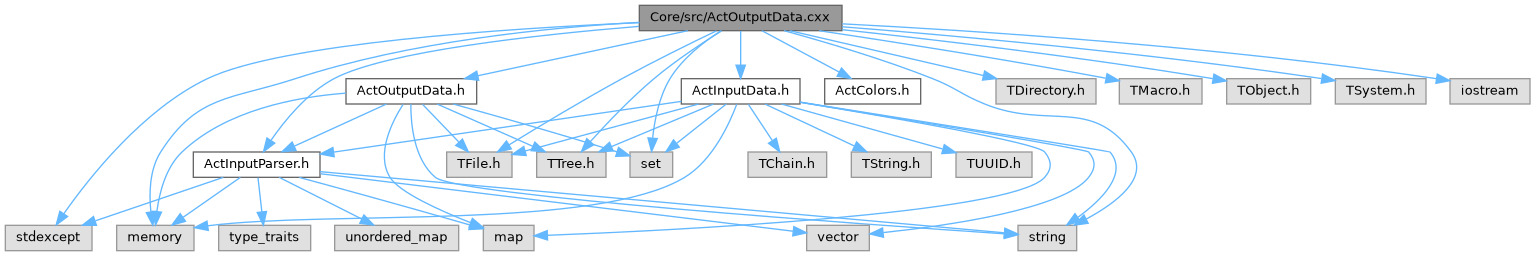 Core/src/ActOutputData.cxx
ActOutputData.h
ActInputData.h
ActColors.h
TDirectory.h
TMacro.h
TObject.h
TSystem.h
iostream
ActInputParser.h
TFile.h
TTree.h
set
TChain.h
TString.h
TUUID.h
stdexcept
memory
type_traits
unordered_map
map
vector
string